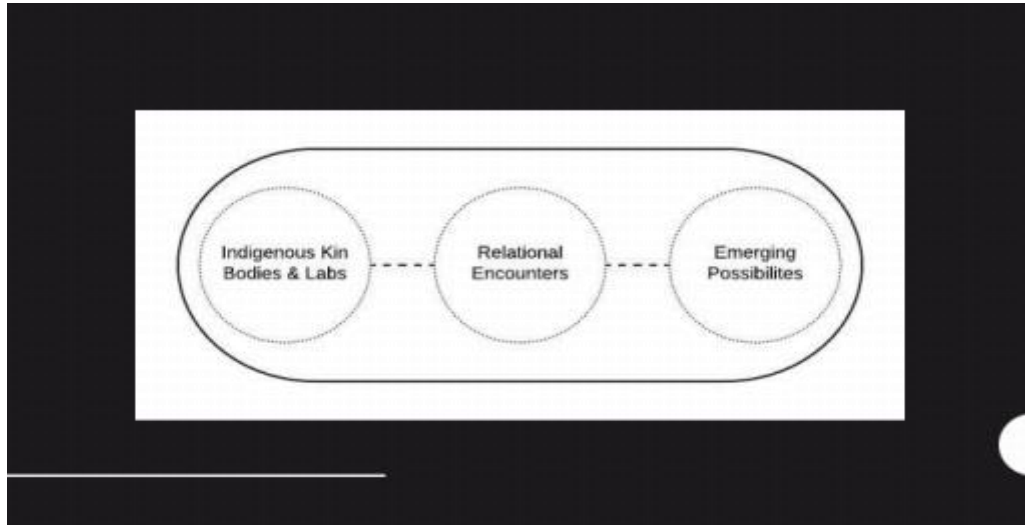 Indigenous Kin
Bodies & Labs
Relational
Encounters
Emerging
Possibilites